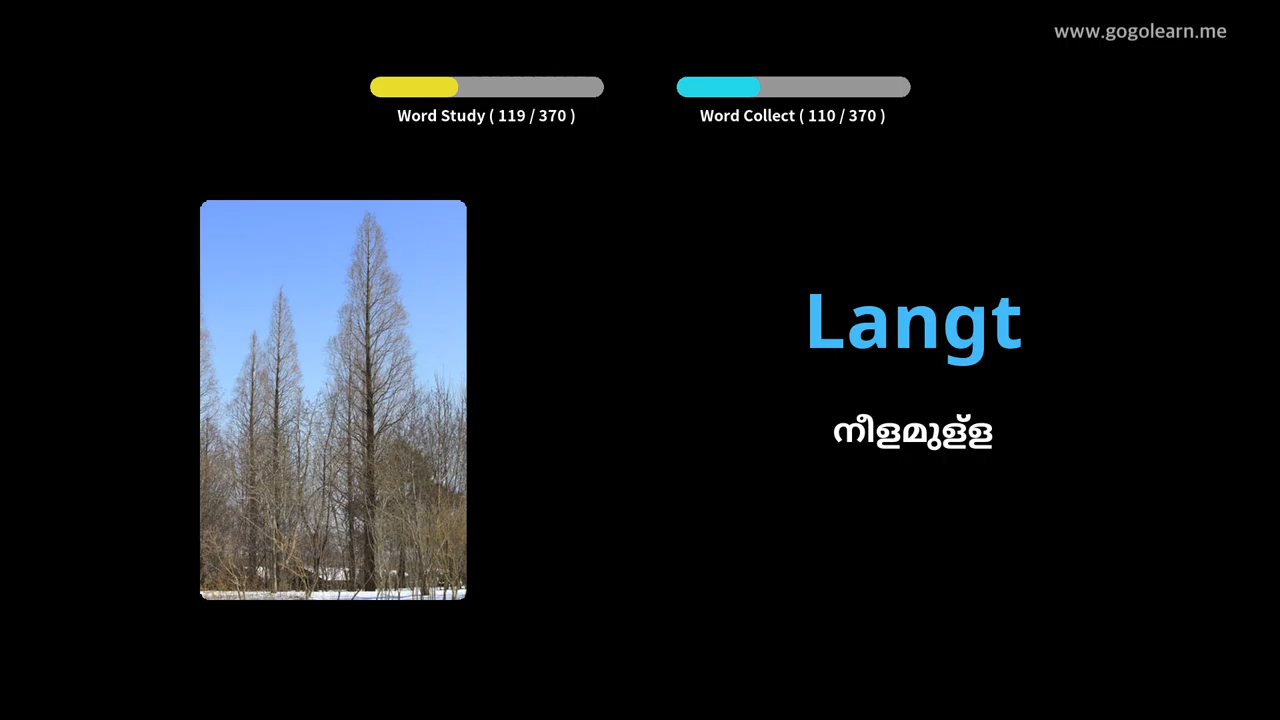 www.gogolearn.me
Word Study ( 119 / 370 )
Word Collect ( 110 / 370 )
Langt
നീളമുള്ള